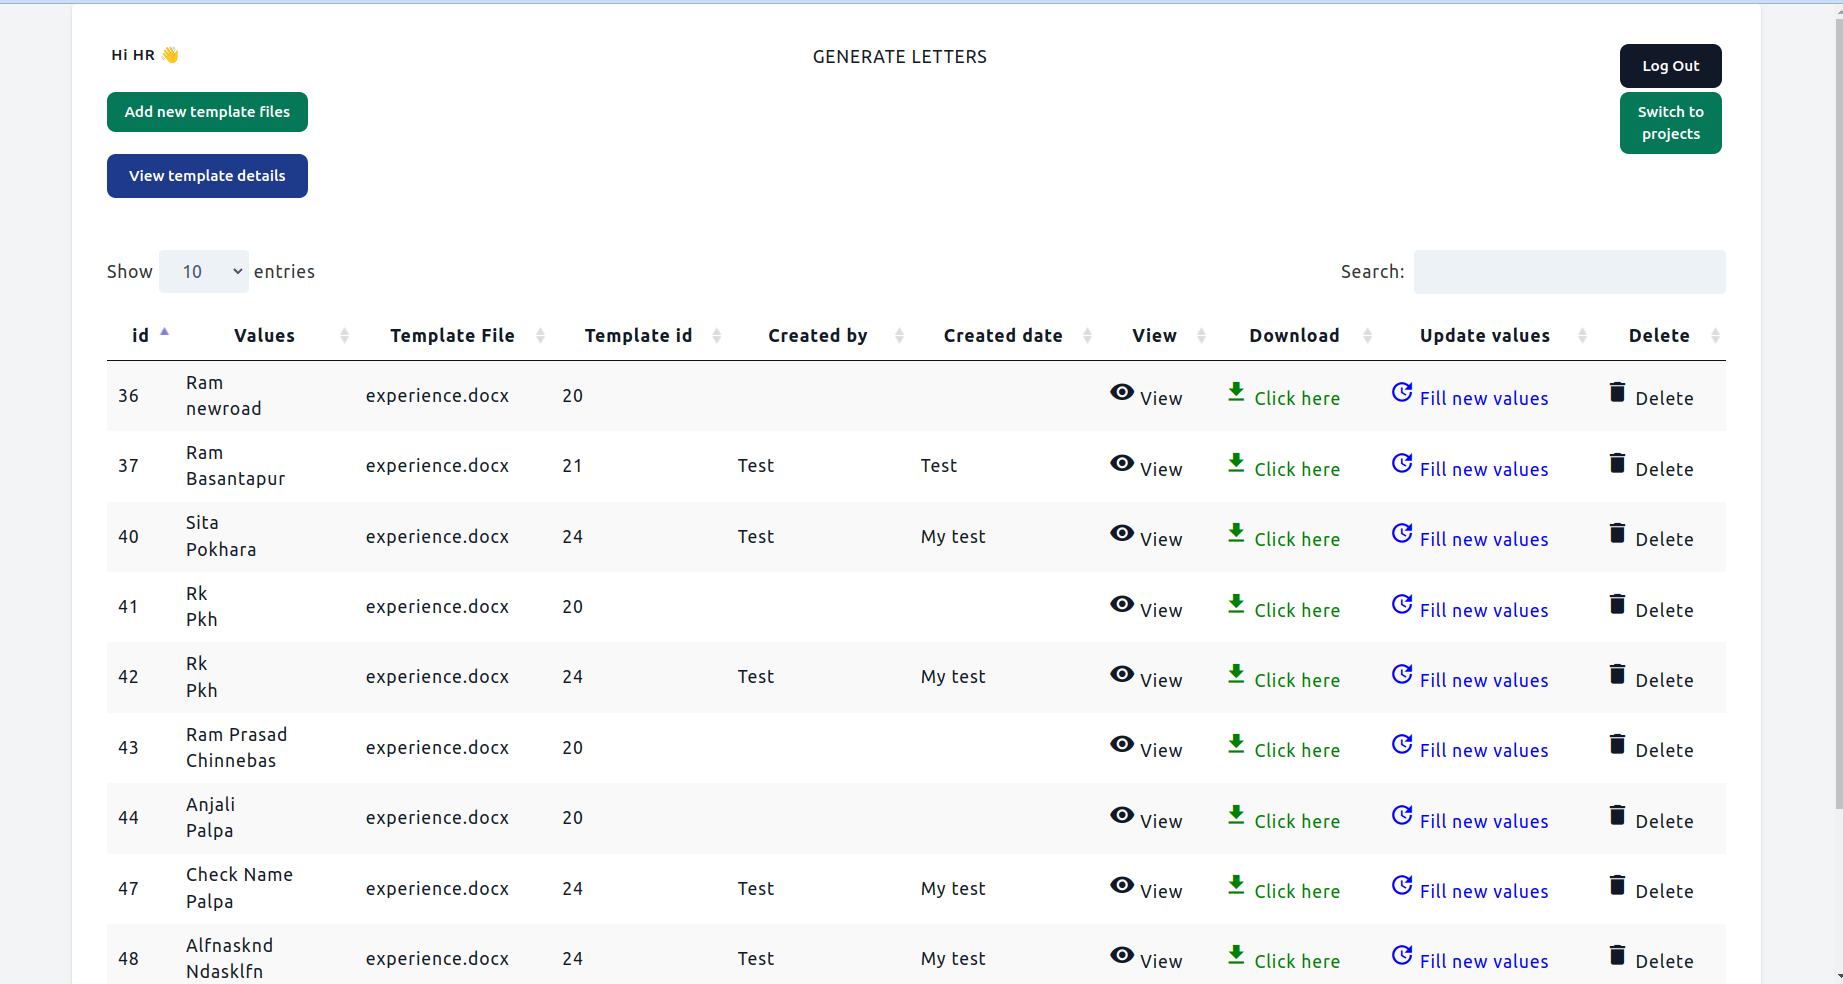 Hi HR 👋
GENERATE LETTERS
Log Out
Add new template files
Switch to
projects
View template details
Show 10 entries
Search:
id Values Template File Template id Created by Created date View Download Update values Delete
36 Ram newroad experience.docx 20 View Click here Fill new values Delete
37 Ram Basantapur experience.docx 21 Test Test View Click here Fill new values Delete
40 Sita Pokhara experience.docx 24 Test My test View Click here Fill new values Delete
41 Rk Pkh experience.docx 20 View Click here Fill new values Delete
42 Rk Pkh experience.docx 24 Test My test View Click here Fill new values Delete
43 Ram Prasad Chinnebas experience.docx 20 View Click here Fill new values Delete
44 Anjali Palpa experience.docx 20 View Click here Fill new values Delete
47 Check Name Palpa experience.docx 24 Test My test View Click here Fill new values Delete
48 Alfnasknd Ndasklfn experience.docx 24 Test My test View Click here Fill new values Delete